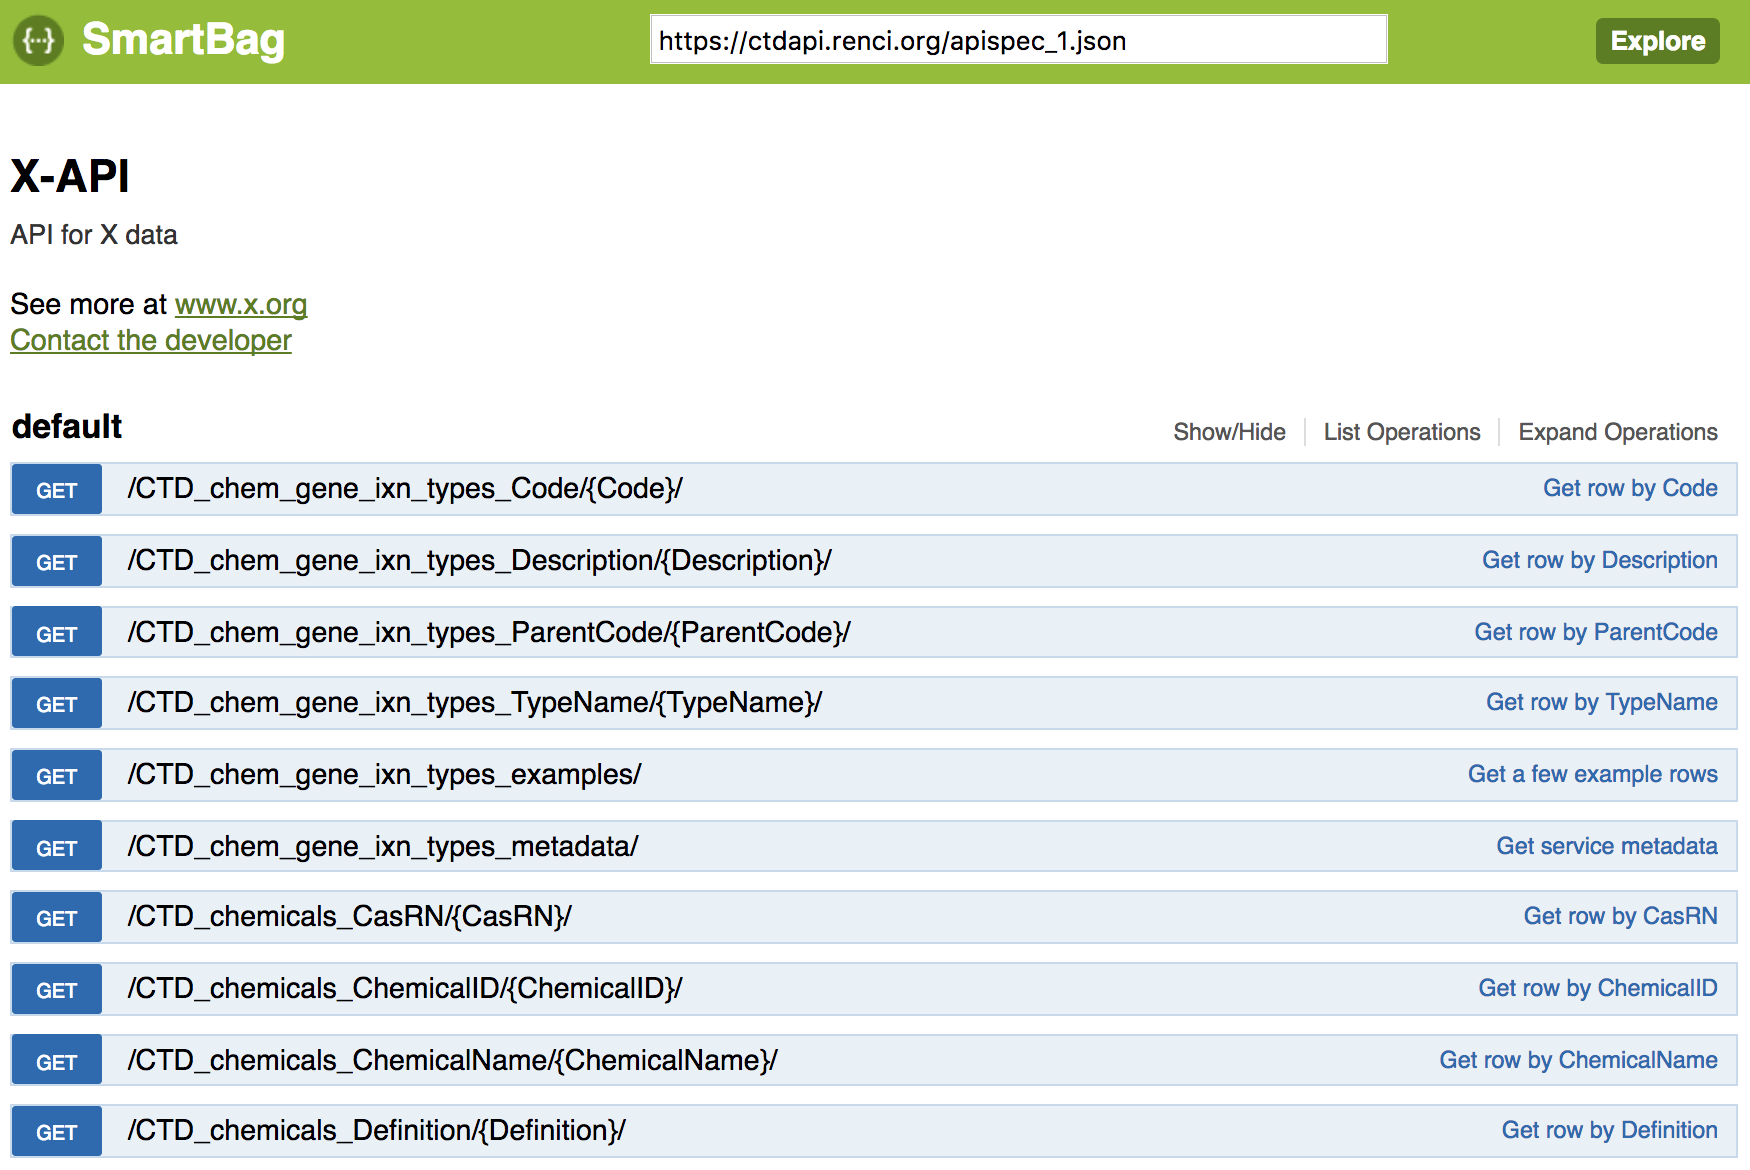 {···} SmartBag https://ctdapi.renci.org/apispec_1.json Explore
X-API
API for X data
See more at www.x.org
Contact the developer
default Show/Hide List Operations Expand Operations
GET /CTD_chem_gene_ixn_types_Code/{Code}/ Get row by Code
GET /CTD_chem_gene_ixn_types_Description/{Description}/ Get row by Description
GET /CTD_chem_gene_ixn_types_ParentCode/{ParentCode}/ Get row by ParentCode
GET /CTD_chem_gene_ixn_types_TypeName/{TypeName}/ Get row by TypeName
GET /CTD_chem_gene_ixn_types_examples/ Get a few example rows
GET /CTD_chem_gene_ixn_types_metadata/ Get service metadata
GET /CTD_chemicals_CasRN/{CasRN}/ Get row by CasRN
GET /CTD_chemicals_ChemicalID/{ChemicalID}/ Get row by ChemicalID
GET /CTD_chemicals_ChemicalName/{ChemicalName}/ Get row by ChemicalName
GET /CTD_chemicals_Definition/{Definition}/ Get row by Definition